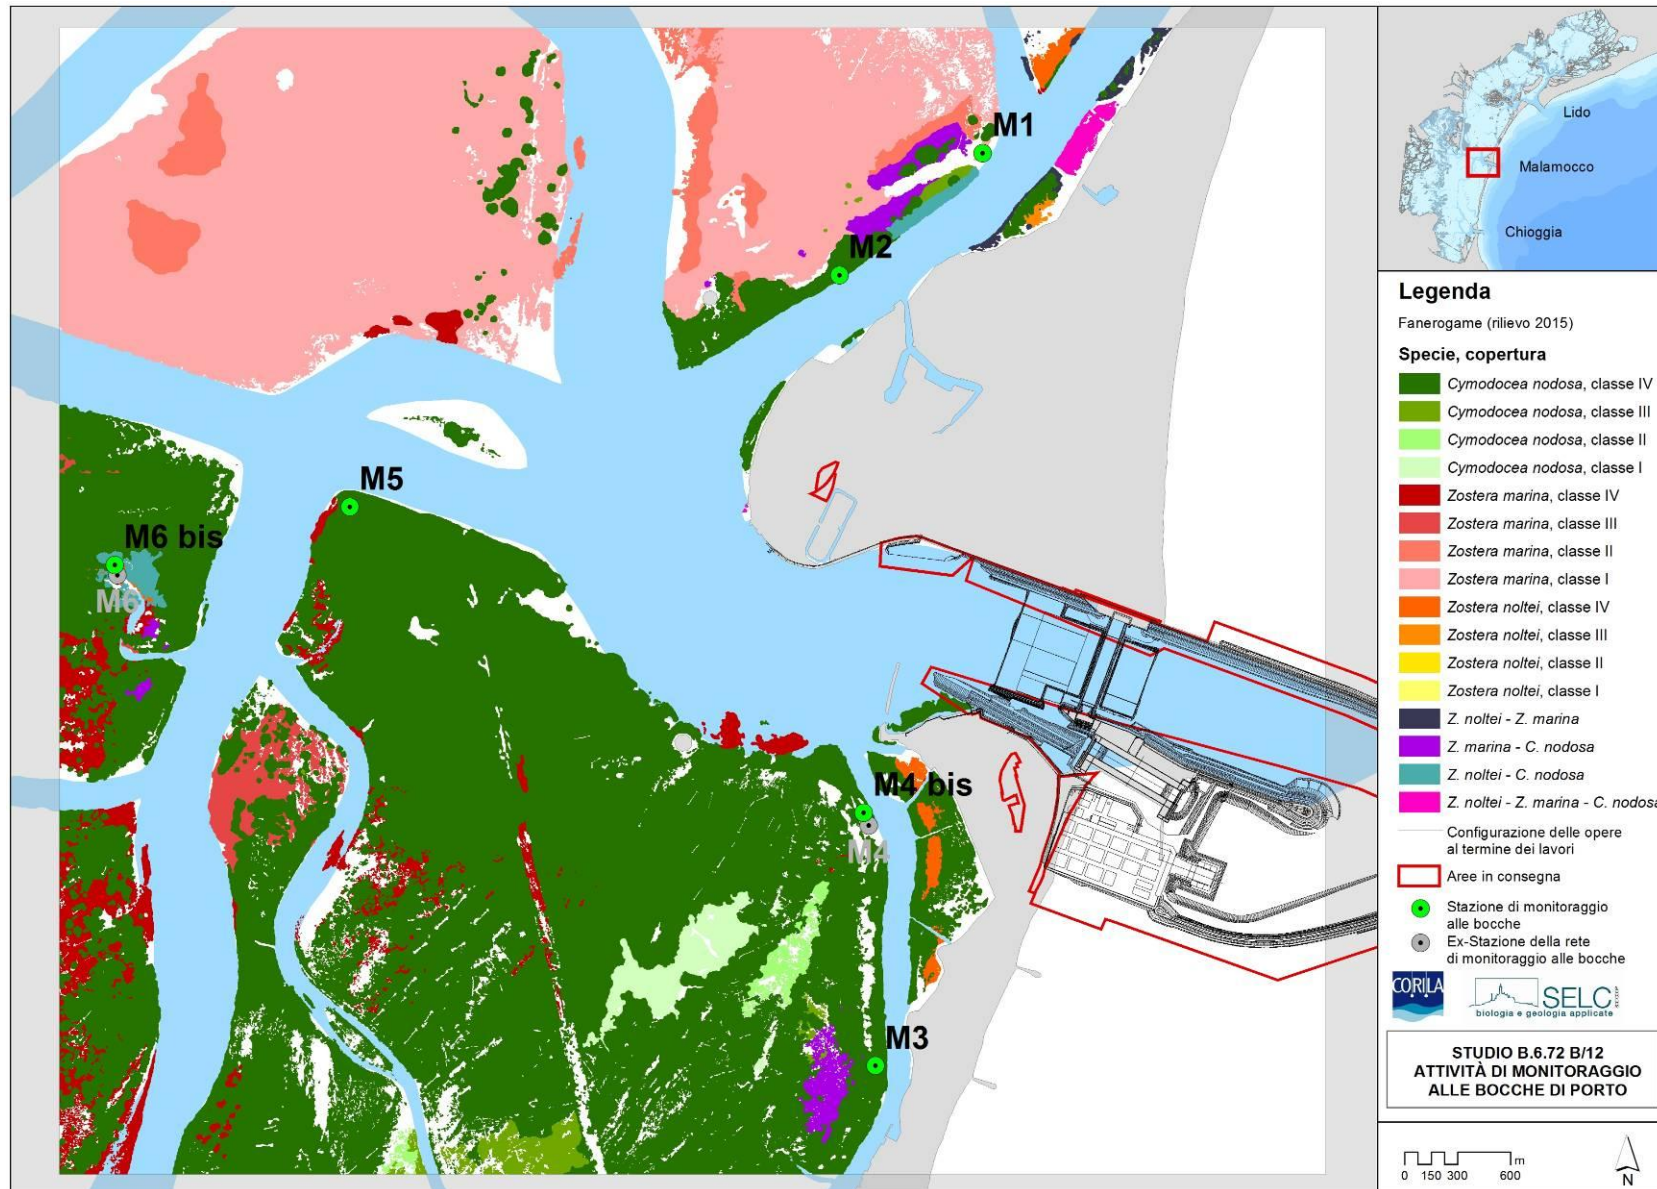 M1
M2
M5
M6 bis
M6
M4 bis
M4
M3
Lido
Malamocco
Chioggia
Legenda
Fanerogame (rilievo 2015)
Specie, copertura
Cymodocea nodosa, classe IV
Cymodocea nodosa, classe III
Cymodocea nodosa, classe II
Cymodocea nodosa, classe I
Zostera marina, classe IV
Zostera marina, classe III
Zostera marina, classe II
Zostera marina, classe I
Zostera noltei, classe IV
Zostera noltei, classe III
Zostera noltei, classe II
Zostera noltei, classe I
Z. noltei - Z. marina
Z. marina - C. nodosa
Z. noltei - C. nodosa
Z. noltei - Z. marina - C. nodosa
Configurazione delle opere
al termine dei lavori
Aree in consegna
Stazione di monitoraggio
alle bocche
Ex-Stazione della rete
di monitoraggio alle bocche
CORILA
SELC
biologia e geologia applicate
STUDIO B.6.72 B/12
ATTIVITÀ DI MONITORAGGIO
ALLE BOCCHE DI PORTO
m
0 150 300 600
N